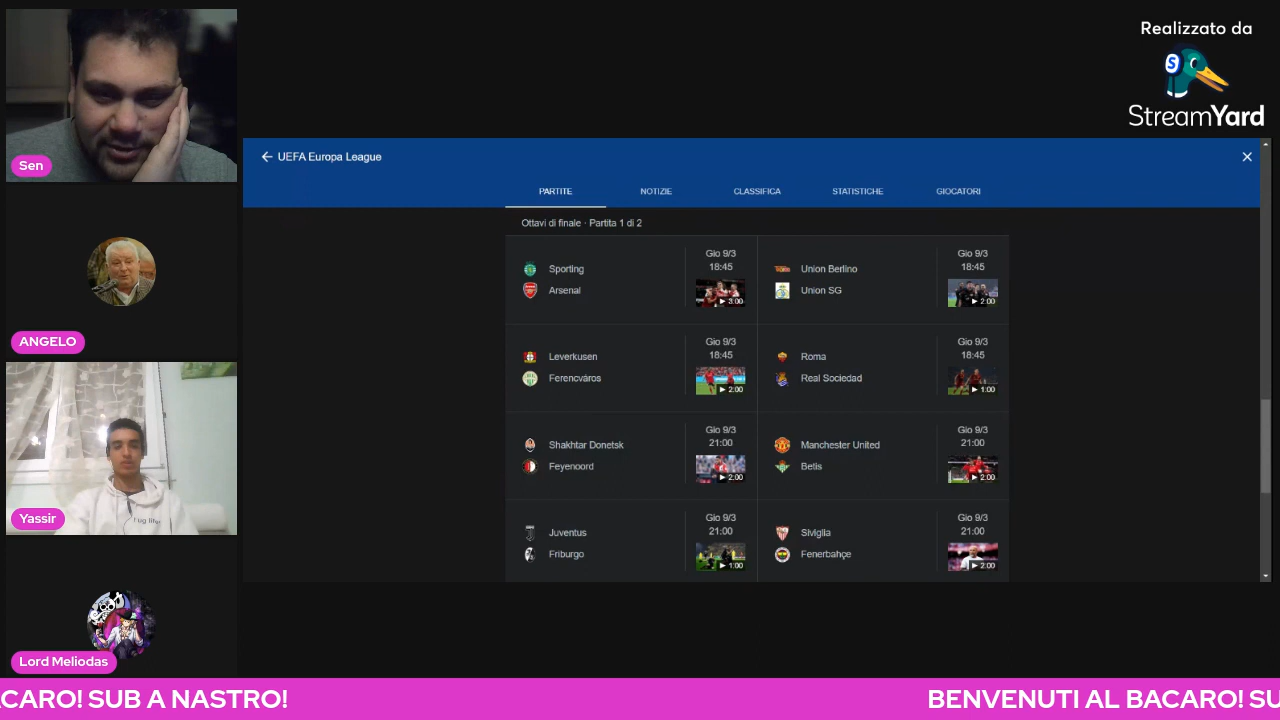 Realizzato da
StreamYard
Sen
ANGELO
Yassir
Lord Meliodas
UEFA Europa League
PARTITE
NOTIZIE
CLASSIFICA
STATISTICHE
GIOCATORI
Ottavi di finale · Partita 1 di 2
Sporting
Arsenal
Gio 9/3
18:45
3:00
Union Berlino
Union SG
Gio 9/3
18:45
2:00
Leverkusen
Ferencváros
Gio 9/3
18:45
2:00
Roma
Real Sociedad
Gio 9/3
18:45
1:00
Shakhtar Donetsk
Feyenoord
Gio 9/3
21:00
2:00
Manchester United
Betis
Gio 9/3
21:00
2:00
Juventus
Friburgo
Gio 9/3
21:00
1:00
Siviglia
Fenerbahçe
Gio 9/3
21:00
2:00
ACARO! SUB A NASTRO!
BENVENUTI AL BACARO! SU